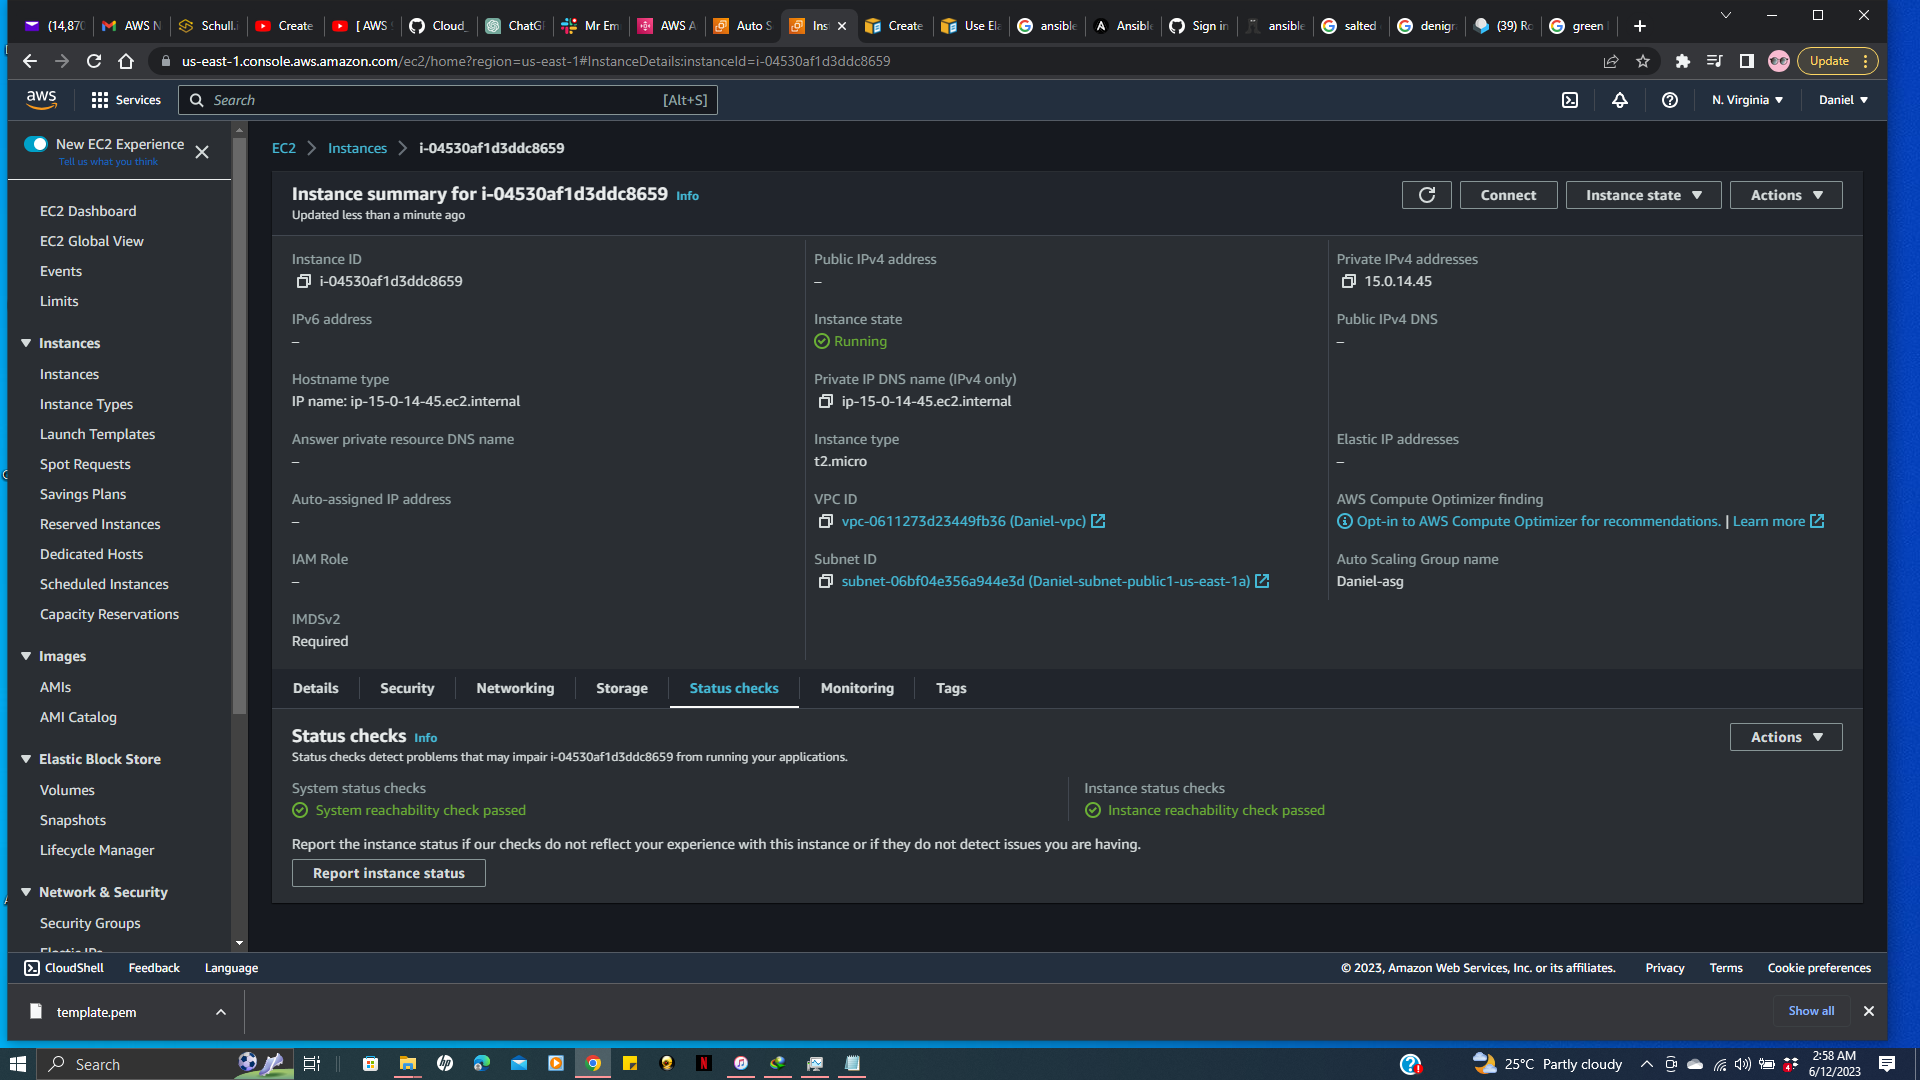 (14,870
AWS N
Schull.
Create
[ AWS
Cloud_
ChatGI
Mr Em
AWS A
Auto S
Ins
Create
Use Ela
ansible
Ansible
Sign in
ansible
salted
denigr
(39) Ro
green
us-east-1.console.aws.amazon.com/ec2/home?region=us-east-1#InstanceDetails:instanceId=i-04530af1d3ddc8659
Update
aws
Services
Search
[Alt+S]
N. Virginia
Daniel
New EC2 Experience
Tell us what you think
EC2 Dashboard
EC2 Global View
Events
Limits
Instances
Instances
Instance Types
Launch Templates
Spot Requests
Savings Plans
Reserved Instances
Dedicated Hosts
Scheduled Instances
Capacity Reservations
Images
AMIs
AMI Catalog
Elastic Block Store
Volumes
Snapshots
Lifecycle Manager
Network & Security
Security Groups
Elastic IPs
EC2 > Instances > i-04530af1d3ddc8659
Instance summary for i-04530af1d3ddc8659 Info
Updated less than a minute ago
Connect
Instance state
Actions
Instance ID
i-04530af1d3ddc8659
Public IPv4 address
–
Private IPv4 addresses
15.0.14.45
IPv6 address
–
Instance state
Running
Public IPv4 DNS
–
Hostname type
IP name: ip-15-0-14-45.ec2.internal
Private IP DNS name (IPv4 only)
ip-15-0-14-45.ec2.internal
Answer private resource DNS name
–
Instance type
t2.micro
Elastic IP addresses
–
Auto-assigned IP address
–
VPC ID
vpc-0611273d23449fb36 (Daniel-vpc)
AWS Compute Optimizer finding
Opt-in to AWS Compute Optimizer for recommendations. | Learn more
IAM Role
–
Subnet ID
subnet-06bf04e356a944e3d (Daniel-subnet-public1-us-east-1a)
Auto Scaling Group name
Daniel-asg
IMDSv2
Required
Details
Security
Networking
Storage
Status checks
Monitoring
Tags
Status checks Info
Status checks detect problems that may impair i-04530af1d3ddc8659 from running your applications.
Actions
System status checks
System reachability check passed
Instance status checks
Instance reachability check passed
Report the instance status if our checks do not reflect your experience with this instance or if they do not detect issues you are having.
Report instance status
CloudShell
Feedback
Language
© 2023, Amazon Web Services, Inc. or its affiliates.
Privacy
Terms
Cookie preferences
template.pem
Show all
Search
25°C Partly cloudy
2:58 AM
6/12/2023